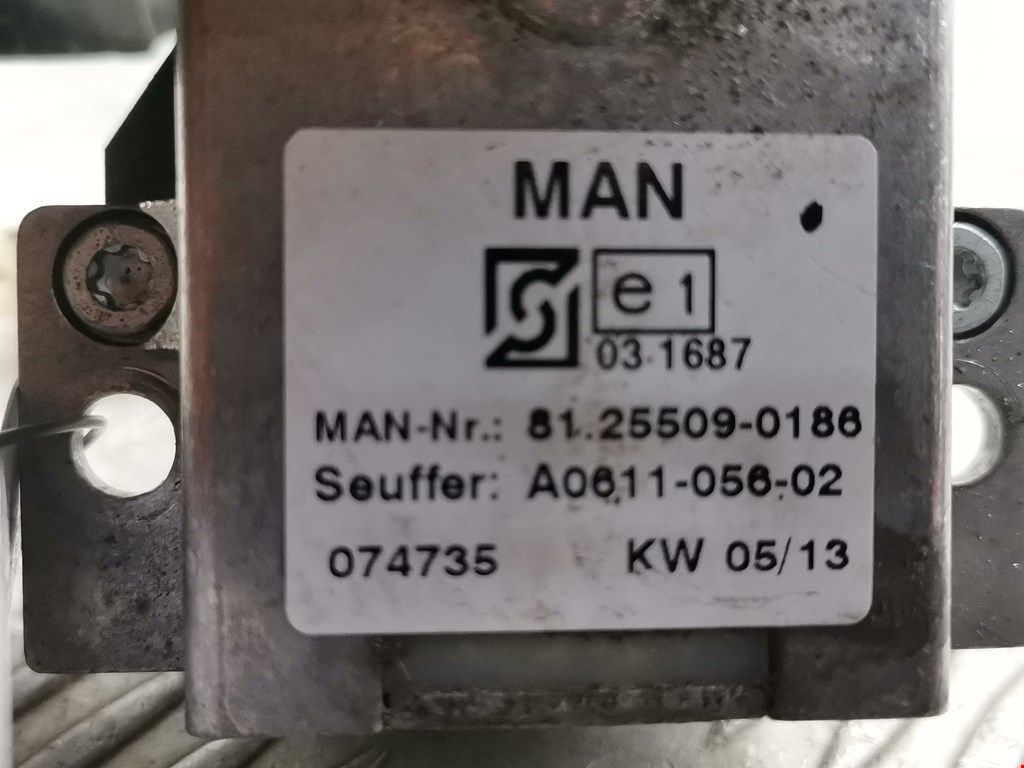 MAN
e 1
03 1687
MAN-Nr.: 81.25509-0186
Seuffer: A0611-056-02
074735 KW 05/13